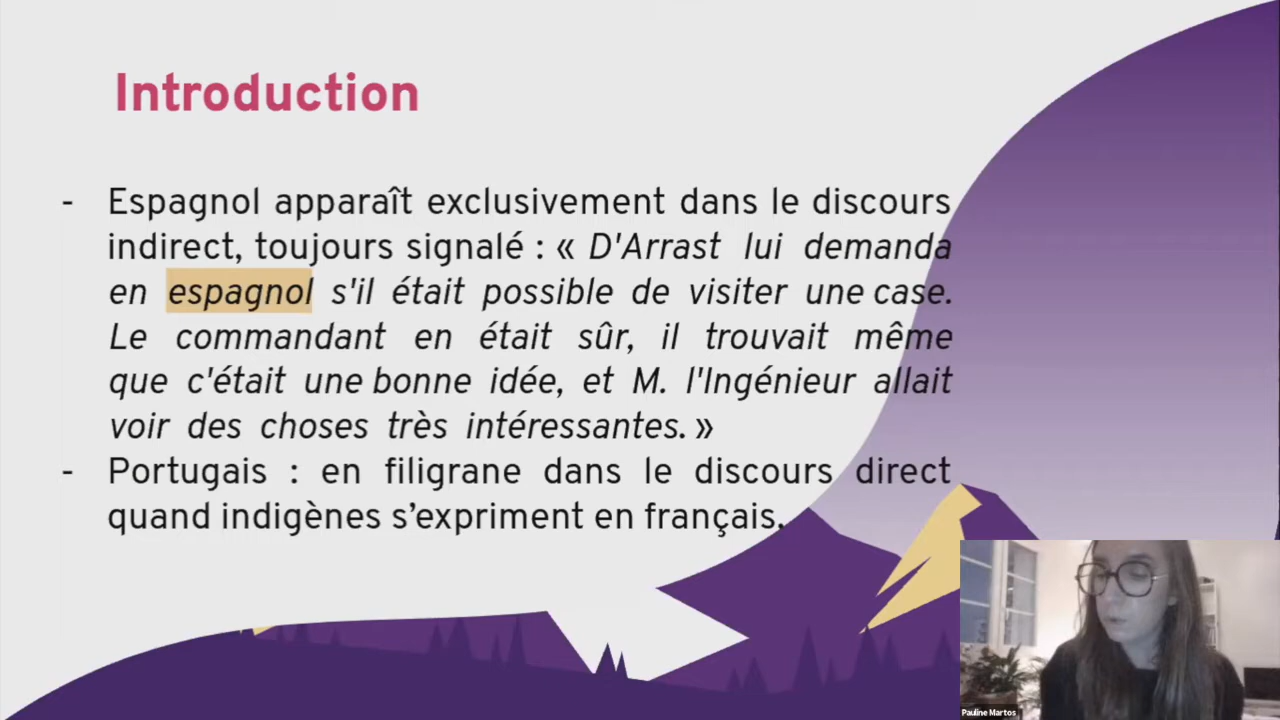 Introduction
- Espagnol apparaît exclusivement dans le discours
indirect, toujours signalé : « D'Arrast lui demanda
en espagnol s'il était possible de visiter une case.
Le commandant en était sûr, il trouvait même
que c'était une bonne idée, et M. l'Ingénieur allait
voir des choses très intéressantes. »
- Portugais : en filigrane dans le discours direct
quand indigènes s’expriment en français.
Pauline Martos